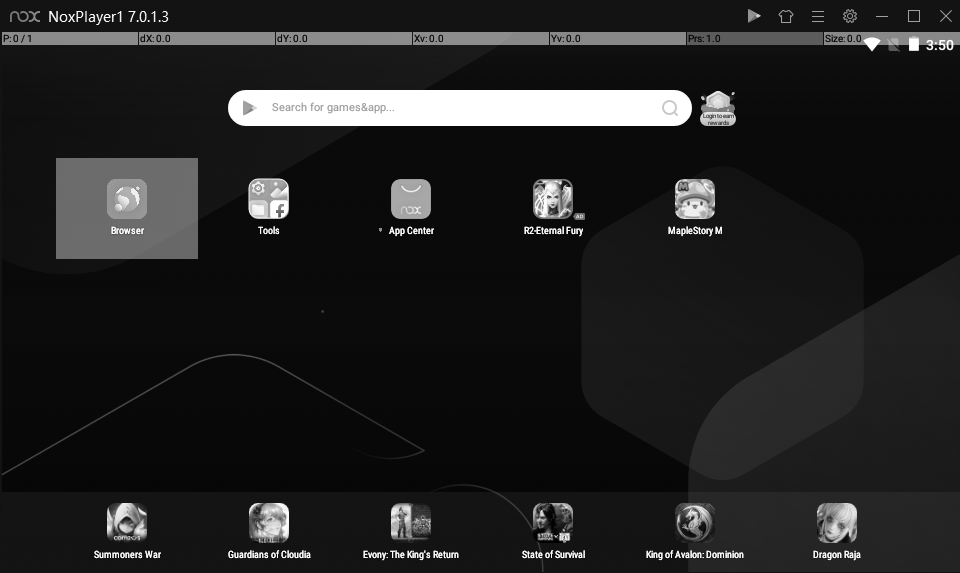 nox NoxPlayer1 7.0.1.3
P: 0 / 1 dX: 0.0 dY: 0.0 Xv: 0.0 Yv: 0.0 Prs: 1.0 Size: 0.0
3:50
Search for games&app...
Login to earn
rewards
nox
AD
Browser Tools App Center R2-Eternal Fury MapleStory M
Summoners War Guardians of Cloudia Evony: The King's Return State of Survival King of Avalon: Dominion Dragon Raja